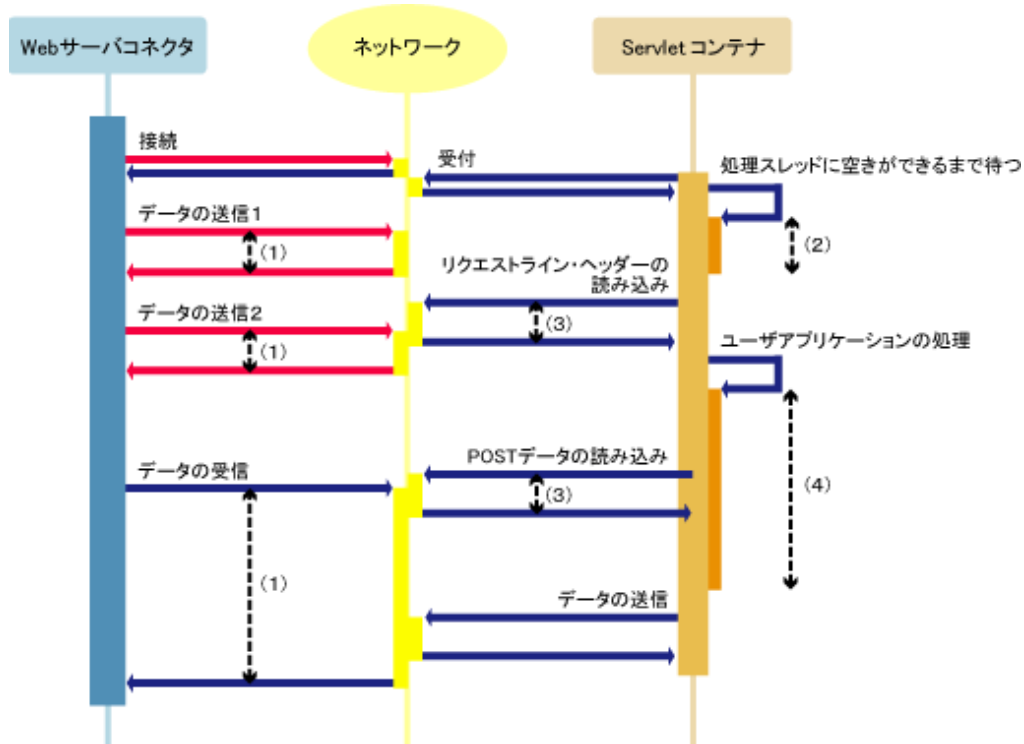 Webサーバコネクタ
ネットワーク
Servlet コンテナ
接続
受付
処理スレッドに空きができるまで待つ
データの送信1
(1)
(2)
リクエストライン・ヘッダーの
読み込み
データの送信2
(3)
(1)
ユーザアプリケーションの処理
データの受信
POSTデータの読み込み
(3)
(4)
(1)
データの送信